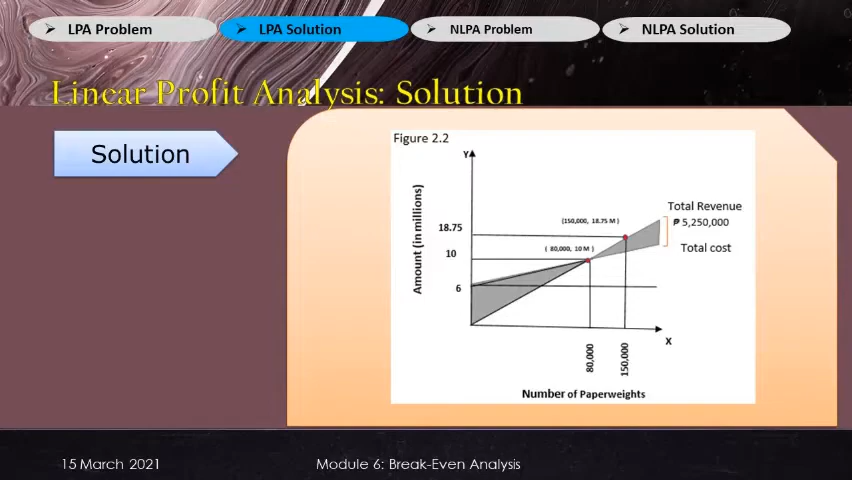 ➢ LPA Problem
➢ LPA Solution
➢ NLPA Problem
➢ NLPA Solution
Linear Profit Analysis: Solution
Solution
Figure 2.2
Y
Amount (in millions)
18.75
10
6
(150,000, 18.75 M )
( 80,000, 10 M )
Total Revenue
₱ 5,250,000
Total cost
X
80,000
150,000
Number of Paperweights
15 March 2021
Module 6: Break-Even Analysis